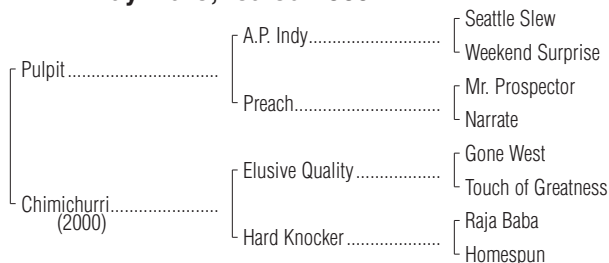 Seattle Slew
A.P. Indy
Weekend Surprise
Pulpit
Mr. Prospector
Preach
Narrate
Gone West
Elusive Quality
Touch of Greatness
Chimichurri
(2000)
Raja Baba
Hard Knocker
Homespun